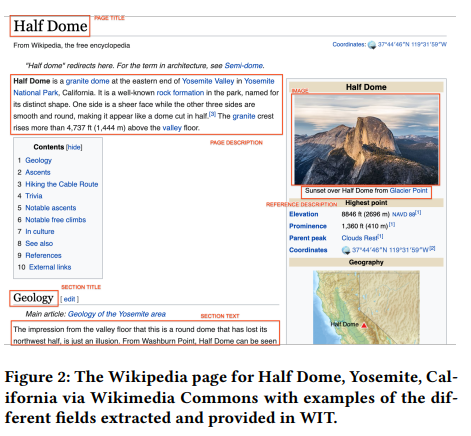 PAGE TITLE
Half Dome
From Wikipedia, the free encyclopedia
Coordinates: 37°44′46″N 119°31′59″W
"Half dome" redirects here. For the term in architecture, see Semi-dome.
Half Dome is a granite dome at the eastern end of Yosemite Valley in Yosemite
National Park, California. It is a well-known rock formation in the park, named for
its distinct shape. One side is a sheer face while the other three sides are
smooth and round, making it appear like a dome cut in half.[3] The granite crest
rises more than 4,737 ft (1,444 m) above the valley floor.
PAGE DESCRIPTION
Contents [hide]
1 Geology
2 Ascents
3 Hiking the Cable Route
4 Trivia
5 Notable ascents
6 Notable free climbs
7 In culture
8 See also
9 References
10 External links
Half Dome
IMAGE
Sunset over Half Dome from Glacier Point
REFERENCE DESCRIPTION
Highest point
Elevation 8846 ft (2696 m) NAVD 88[1]
Prominence 1,360 ft (410 m)[1]
Parent peak Clouds Rest[1]
Coordinates 37°44′46″N 119°31′59″W[2]
Geography
Half Dome
SECTION TITLE
Geology [ edit ]
Main article: Geology of the Yosemite area
SECTION TEXT
The impression from the valley floor that this is a round dome that has lost its
northwest half, is just an illusion. From Washburn Point, Half Dome can be seen
Figure 2: The Wikipedia page for Half Dome, Yosemite, Cal-
ifornia via Wikimedia Commons with examples of the dif-
ferent fields extracted and provided in WIT.